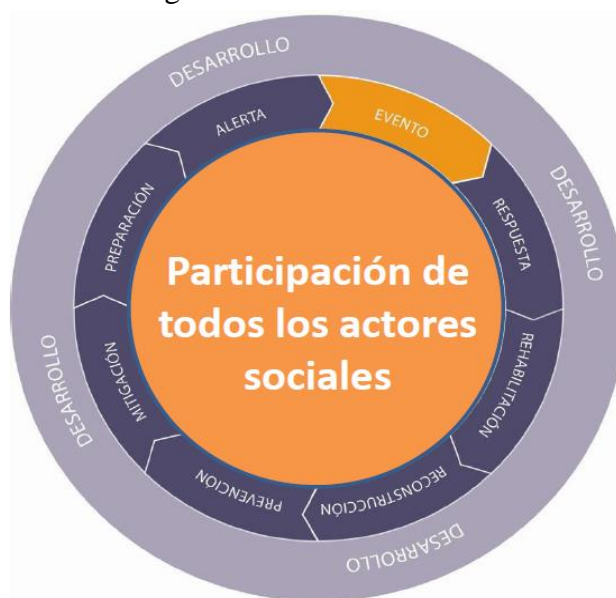 DESARROLLO
DESARROLLO
DESARROLLO
DESARROLLO
ALERTA
EVENTO
RESPUESTA
REHABILITACIÓN
RECONSTRUCCIÓN
PREVENCIÓN
MITIGACIÓN
PREPARACIÓN
Participación de
todos los actores
sociales